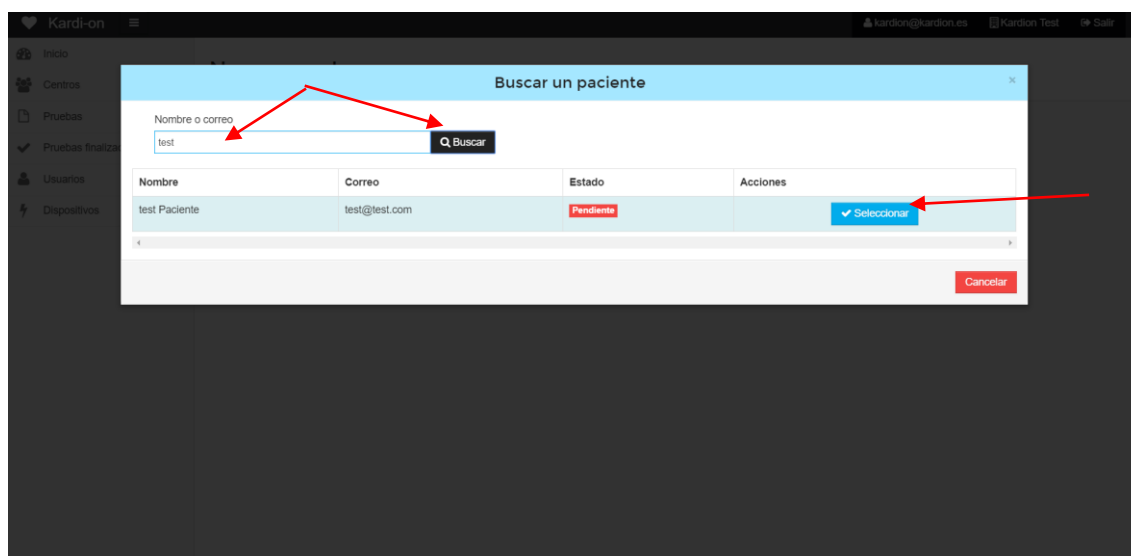 Kardi-on
kardion@kardion.es Kardion Test Salir
Inicio
Centros
Pruebas
Pruebas finaliza
Usuarios
Dispositivos
Buscar un paciente ×
Nombre o correo
test Buscar
Nombre Correo Estado Acciones
test Paciente test@test.com Pendiente Seleccionar
Cancelar